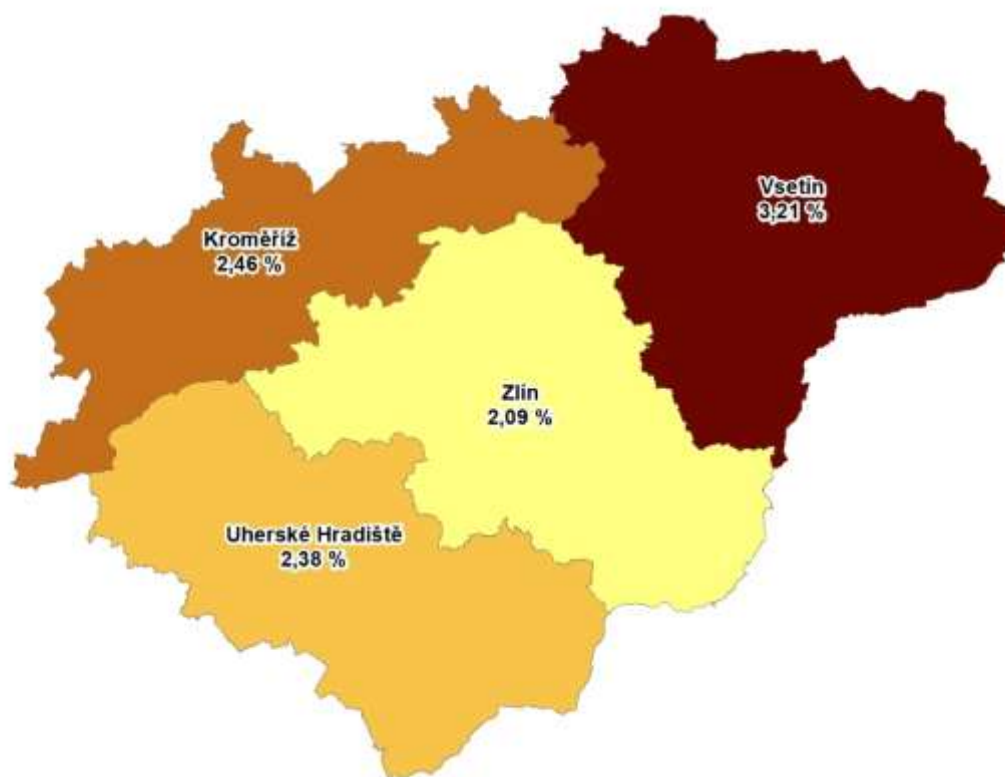 Vsetín
3,21 %
Kroměříž
2,46 %
Zlín
2,09 %
Uherské Hradiště
2,38 %